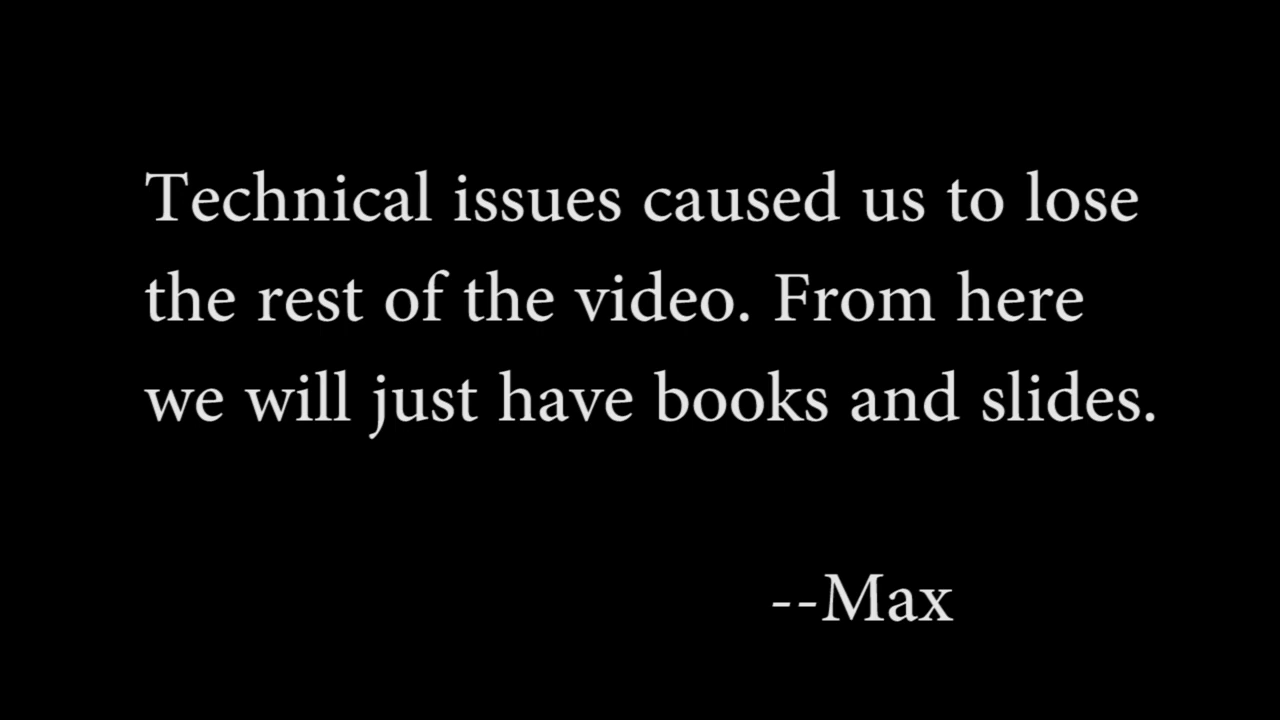 Technical issues caused us to lose
the rest of the video. From here
we will just have books and slides.
--Max